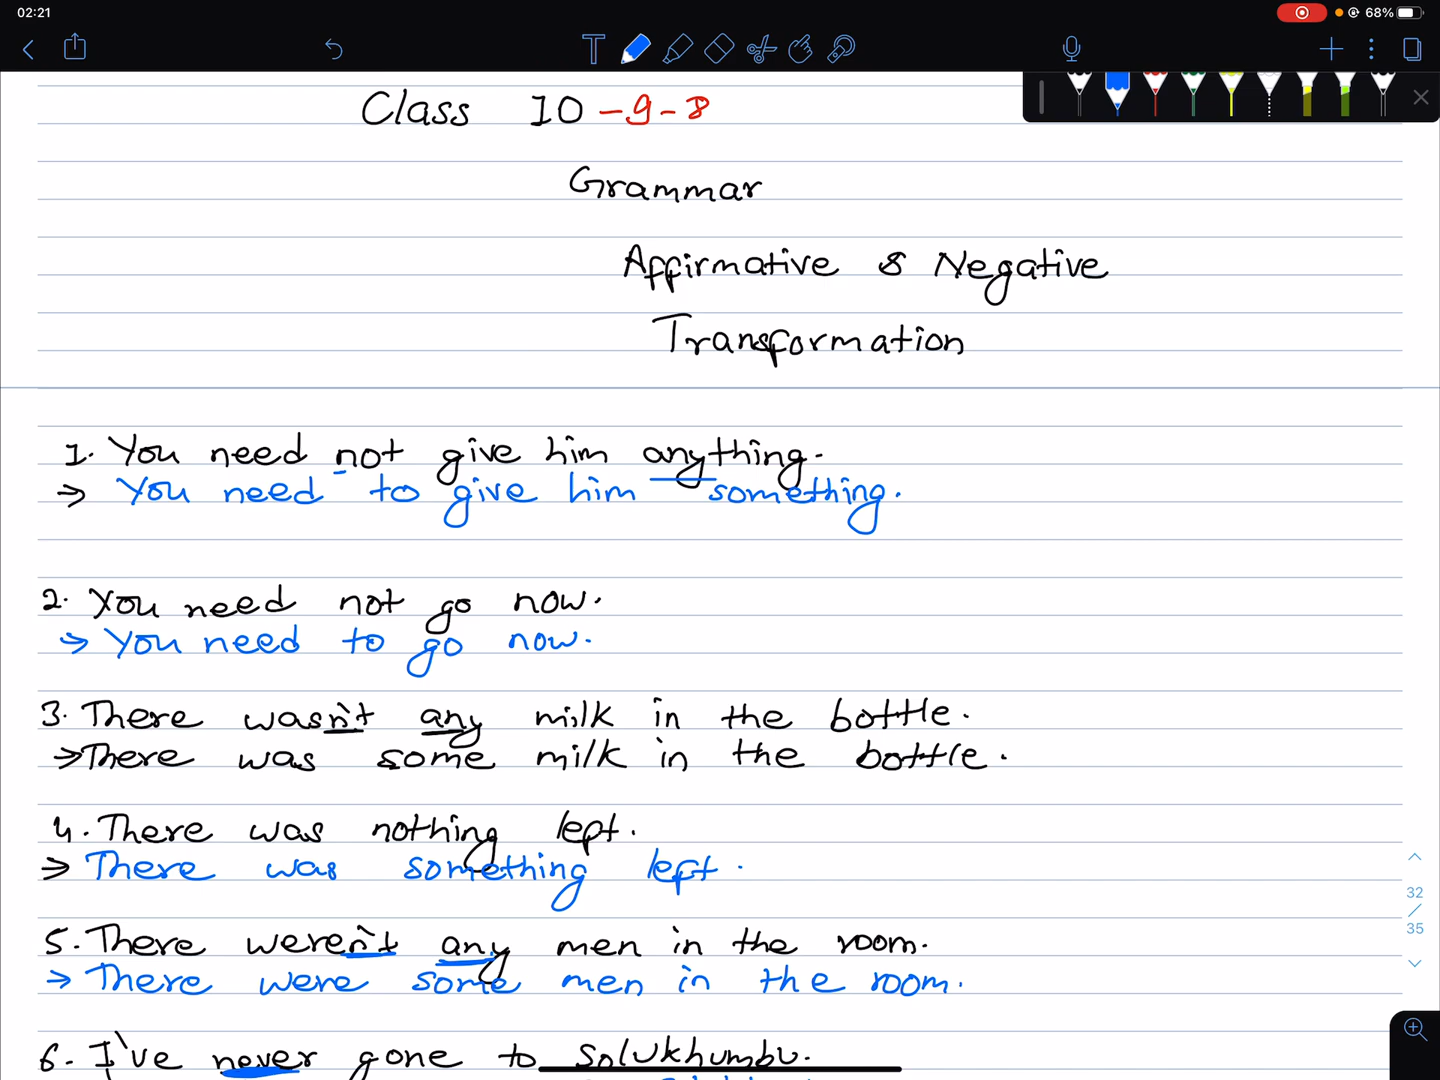 02:21
68%
Class 10 -9-8
Grammar
Affirmative & Negative
Transformation
1. You need not give him anything.
→ You need to give him something.
2. You need not go now.
→ You need to go now.
3. There wasn't any milk in the bottle.
→ There was some milk in the bottle.
4. There was nothing left.
→ There was something left.
5. There weren't any men in the room.
→ There were some men in the room.
6. I've never gone to Solukhumbu.
32
/
35